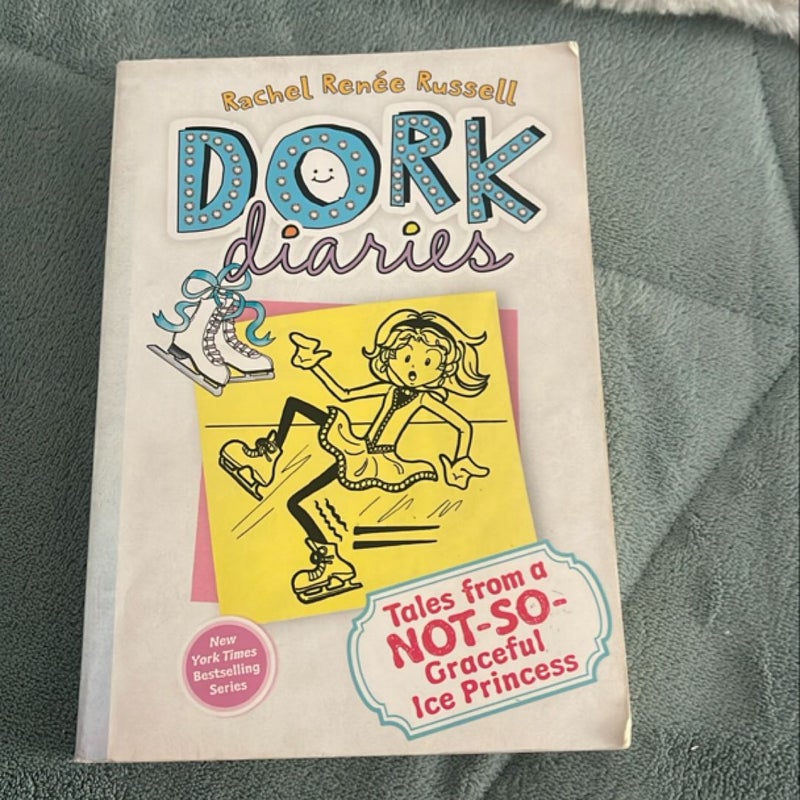 Rachel Renée Russell
DORK
diaries
Tales from a
NOT-SO-
Graceful
Ice Princess
New
York Times
Bestselling
Series